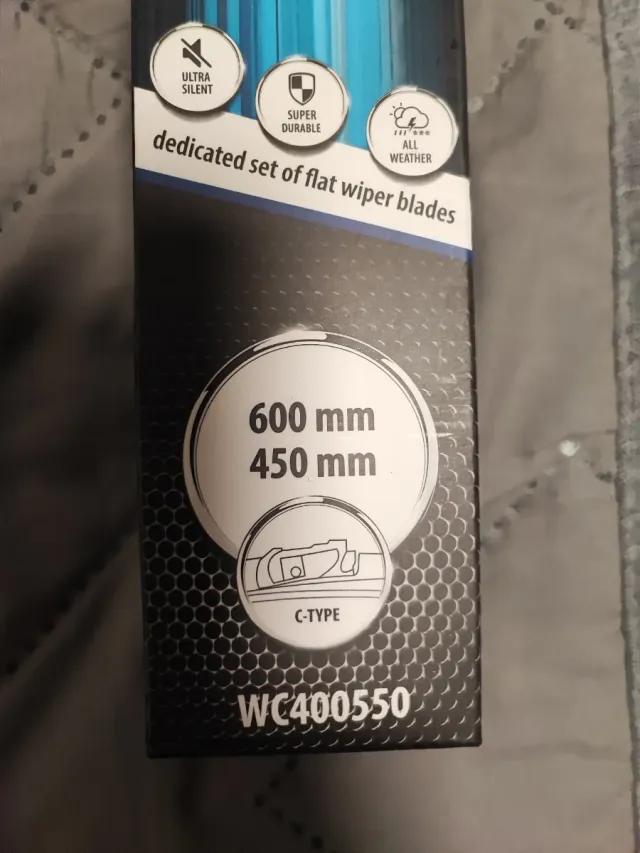 ULTRA
SILENT
SUPER
DURABLE
ALL
WEATHER
dedicated set of flat wiper blades
600 mm
450 mm
C-TYPE
WC400550